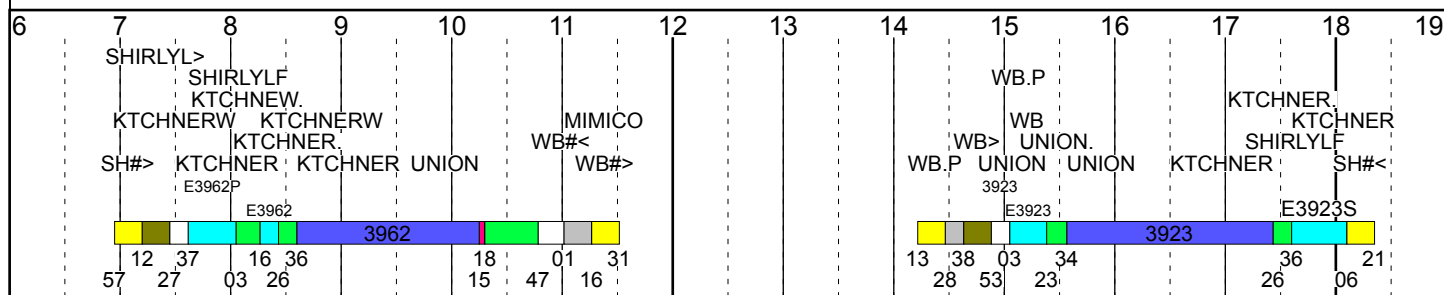 6 7 8 9 10 11 12 13 14 15 16 17 18 19
SHIRLYL>
SHIRLYLF WB.P
KTCHNEW. KTCHNER.
KTCHNERW KTCHNERW MIMICO WB KTCHNER
KTCHNER. WB#< WB> UNION. SHIRLYLF
SH#> KTCHNER KTCHNER UNION WB#> WB.P UNION UNION KTCHNER SH#<
E3962P 3923
E3962 E3923 E3923S
3962 3923
12 37 16 36 18 01 31 13 38 03 34 36 21
57 27 03 26 15 47 16 28 53 23 26 06